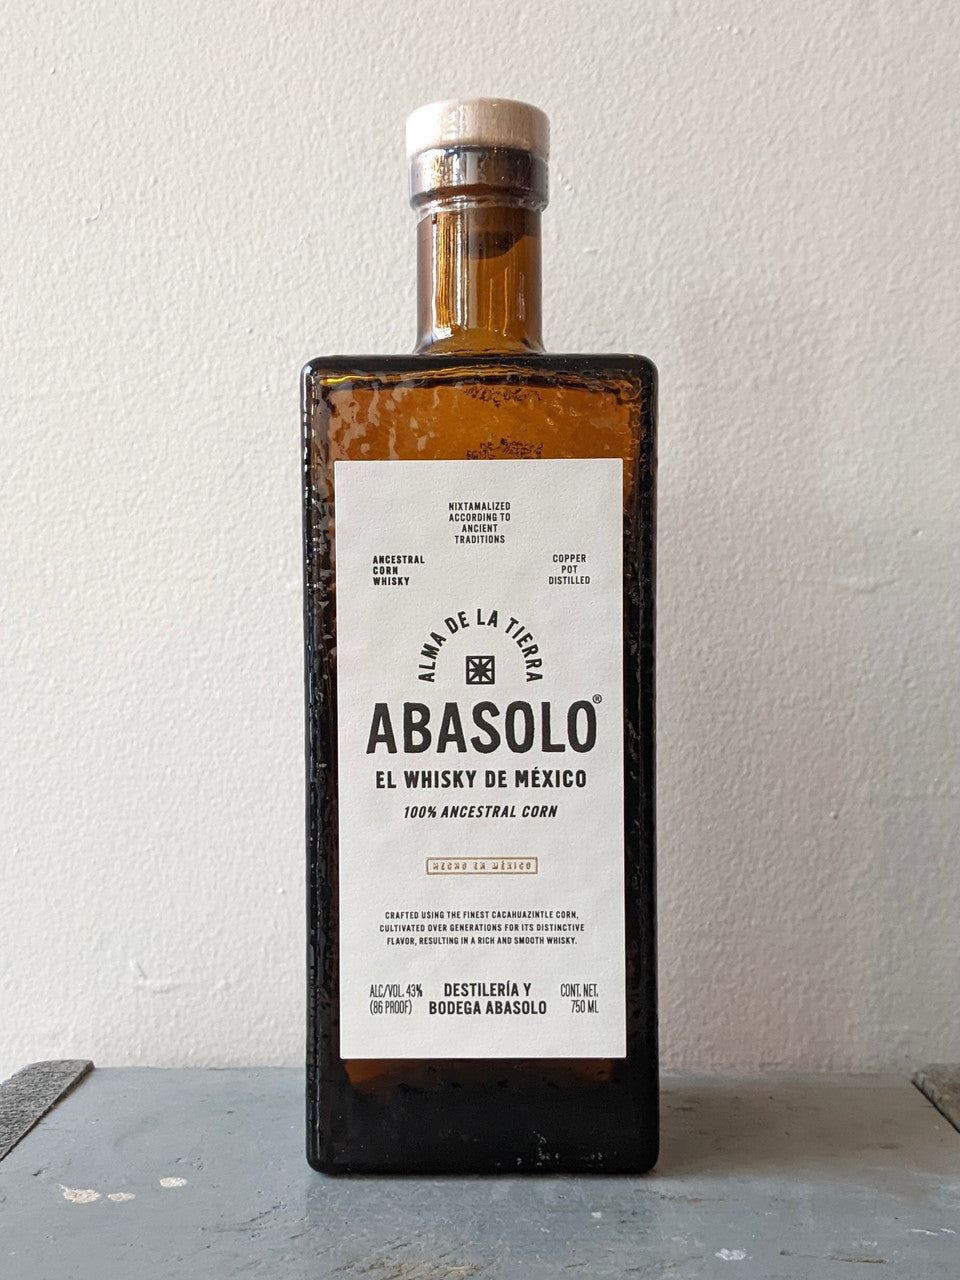 NIXTAMALIZED
ACCORDING TO
ANCIENT
TRADITIONS
ANCESTRAL
CORN
WHISKY
COPPER
POT
DISTILLED
ALMA DE LA TIERRA
ABASOLO®
EL WHISKY DE MÉXICO
100% ANCESTRAL CORN
HECHO EN MÉXICO
CRAFTED USING THE FINEST CACAHUAZINTLE CORN,
CULTIVATED OVER GENERATIONS FOR ITS DISTINCTIVE
FLAVOR, RESULTING IN A RICH AND SMOOTH WHISKY.
ALC/VOL. 43%
(86 PROOF)
DESTILERÍA Y
BODEGA ABASOLO
CONT. NET.
750 ML